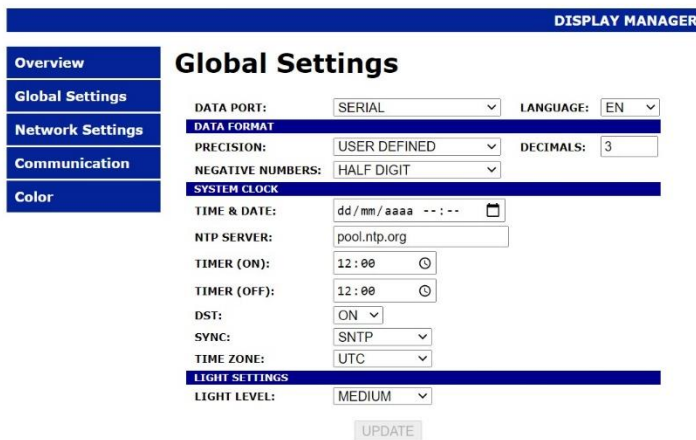 DISPLAY MANAGER
Overview
Global Settings
Network Settings
Communication
Color
Global Settings
DATA PORT: SERIAL LANGUAGE: EN
DATA FORMAT
PRECISION: USER DEFINED DECIMALS: 3
NEGATIVE NUMBERS: HALF DIGIT
SYSTEM CLOCK
TIME & DATE: dd/mm/aaaa --:--
NTP SERVER: pool.ntp.org
TIMER (ON): 12:00
TIMER (OFF): 12:00
DST: ON
SYNC: SNTP
TIME ZONE: UTC
LIGHT SETTINGS
LIGHT LEVEL: MEDIUM
UPDATE